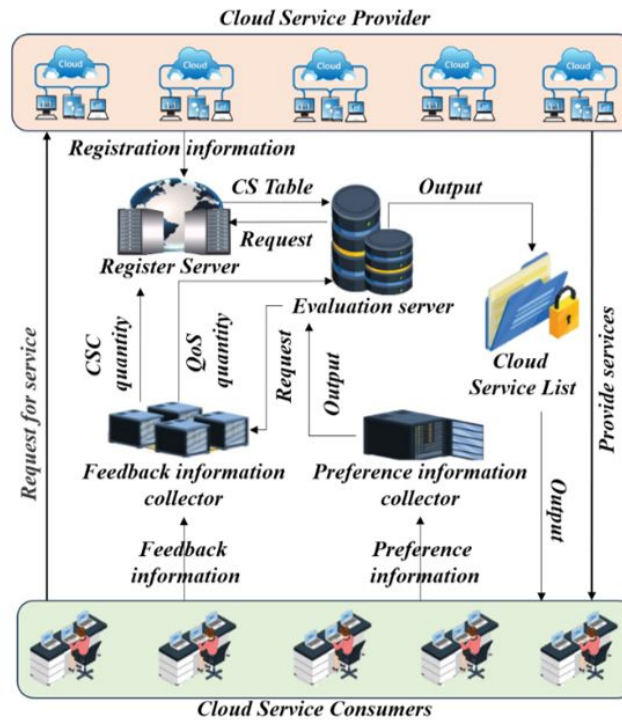 Cloud Service Provider
Cloud
Cloud
Cloud
Cloud
Cloud
Registration information
CS Table
Output
Request
Register Server
Evaluation server
CSC
quantity
QoS
quantity
Request
Output
Cloud
Service List
Request for service
Provide services
Feedback information
collector
Preference information
collector
Output
Feedback
information
Preference
information
Cloud Service Consumers